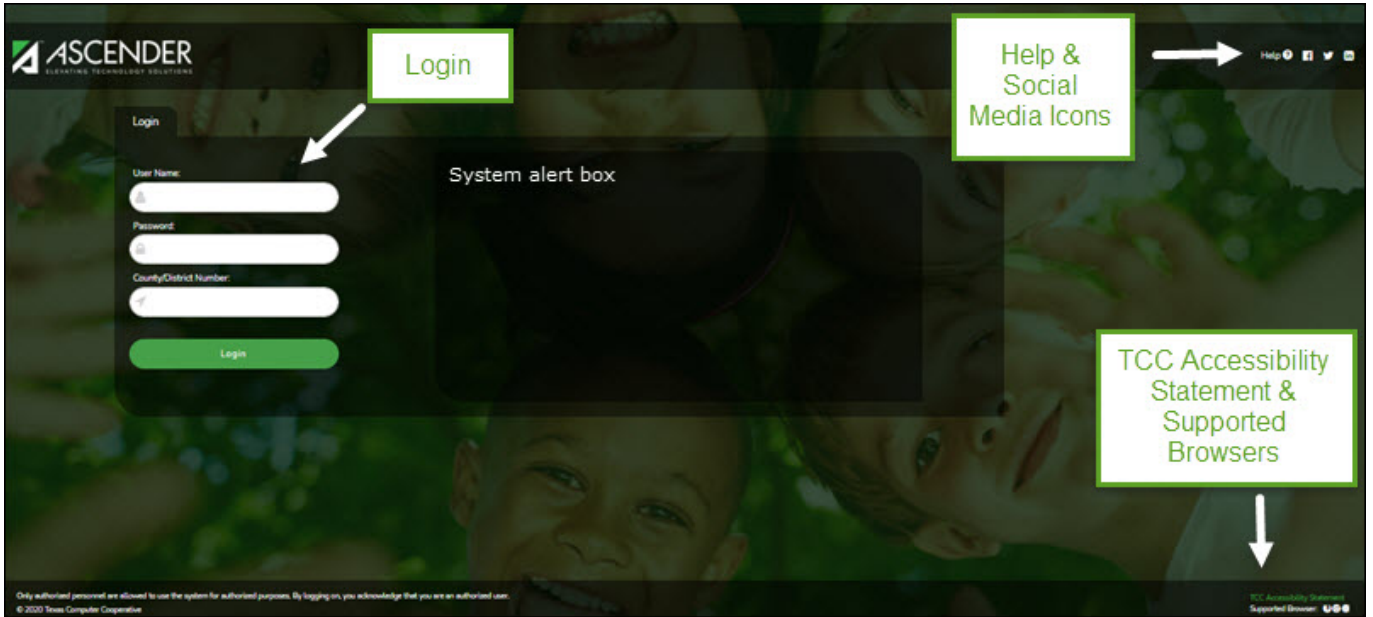 ASCENDER
ELEVATING TECHNOLOGY SOLUTIONS
Login
Help &
Social
Media Icons
Help
Login
User Name:
Password:
County/District Number:
Login
System alert box
TCC Accessibility
Statement &
Supported
Browsers
Only authorized personnel are allowed to use the system for authorized purposes. By logging on, you acknowledge that you are an authorized user.
© 2020 Texas Computer Cooperative
TCC Accessibility Statement
Supported Browser: